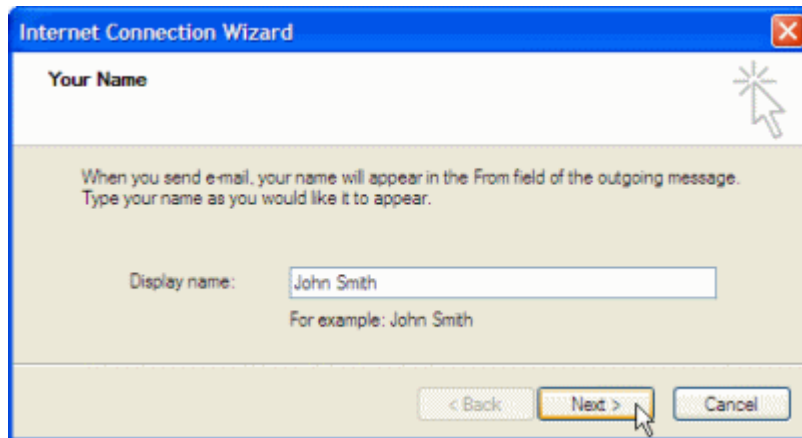 Internet Connection Wizard
Your Name
When you send e-mail, your name will appear in the From field of the outgoing message.
Type your name as you would like it to appear.
Display name: John Smith
For example: John Smith
< Back Next > Cancel